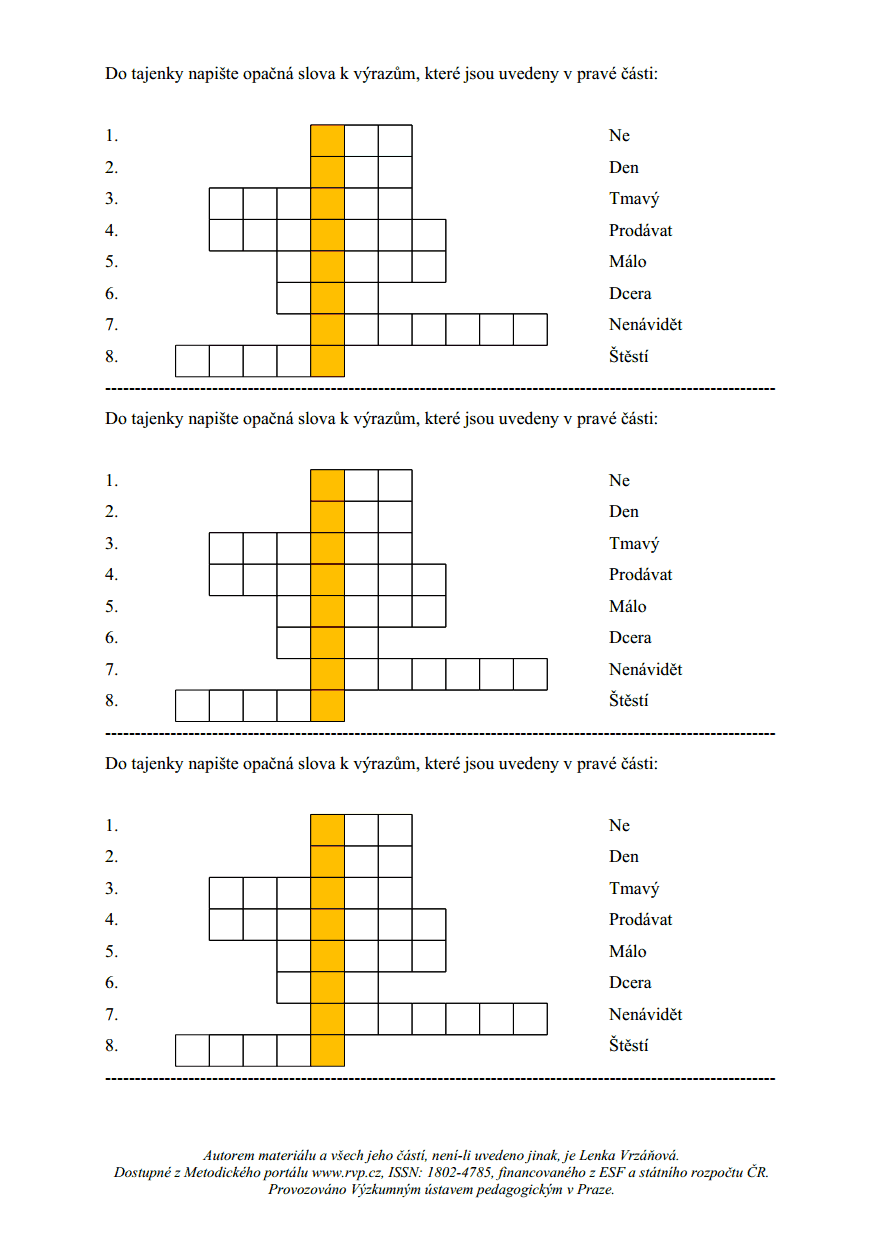 Do tajenky napište opačná slova k výrazům, které jsou uvedeny v pravé části:
1. Ne
2. Den
3. Tmavý
4. Prodávat
5. Málo
6. Dcera
7. Nenávidět
8. Štěstí
Do tajenky napište opačná slova k výrazům, které jsou uvedeny v pravé části:
1. Ne
2. Den
3. Tmavý
4. Prodávat
5. Málo
6. Dcera
7. Nenávidět
8. Štěstí
Do tajenky napište opačná slova k výrazům, které jsou uvedeny v pravé části:
1. Ne
2. Den
3. Tmavý
4. Prodávat
5. Málo
6. Dcera
7. Nenávidět
8. Štěstí
Autorem materiálu a všech jeho částí, není-li uvedeno jinak, je Lenka Vrzáňová.
Dostupné z Metodického portálu www.rvp.cz, ISSN: 1802-4785, financovaného z ESF a státního rozpočtu ČR.
Provozováno Výzkumným ústavem pedagogickým v Praze.